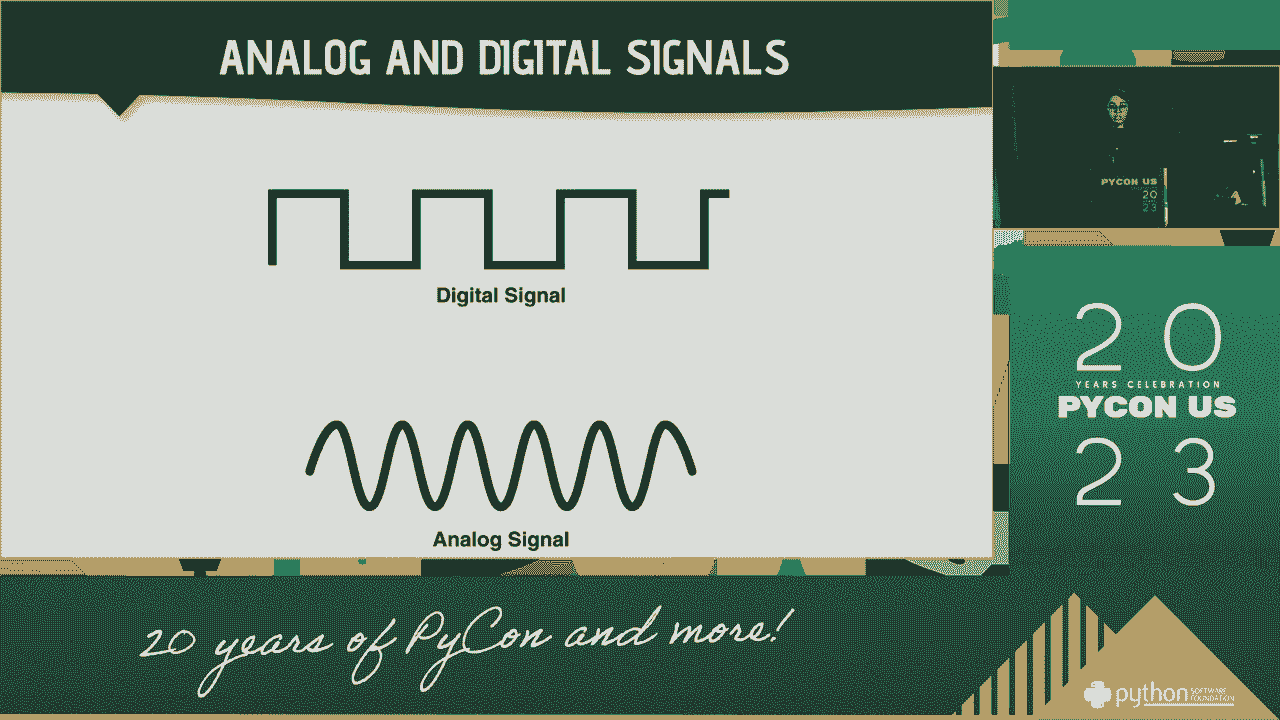 ANALOG AND DIGITAL SIGNALS
Digital Signal
Analog Signal
PYCON US
20
23
20
YEARS CELEBRATION
PYCON US
23
20 years of PyCon and more!
python SOFTWARE
FOUNDATION